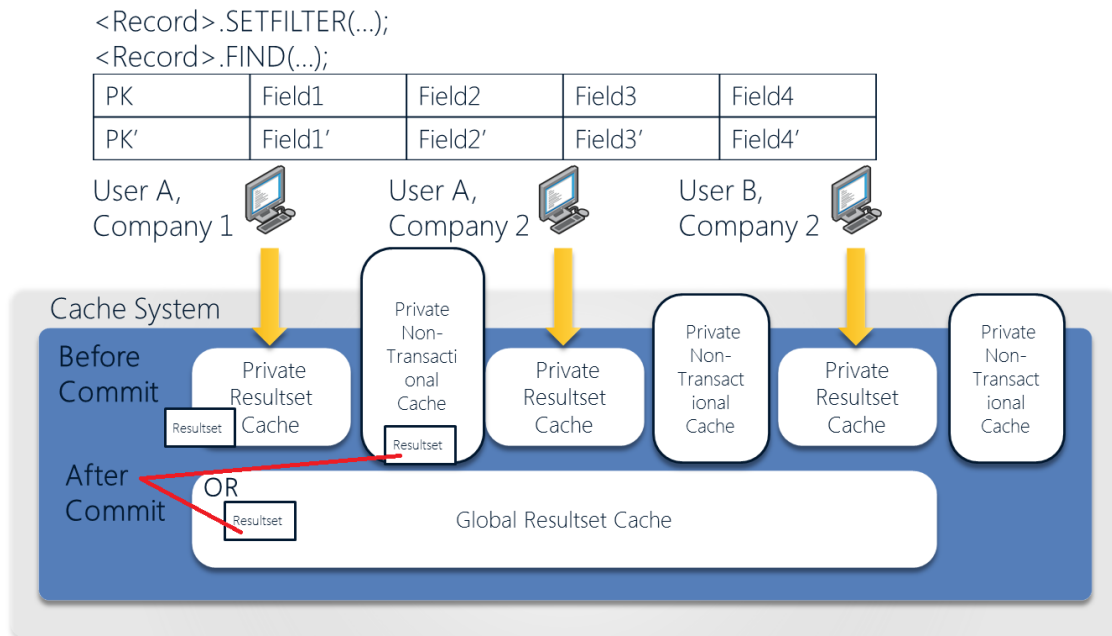 <Record>.SETFILTER(...);
<Record>.FIND(...);
PK Field1 Field2 Field3 Field4
PK’ Field1’ Field2’ Field3’ Field4’
User A,
Company 1
User A,
Company 2
User B,
Company 2
Cache System
Before
Commit
Private
Resultset
Cache
Resultset
Private
Non-
Transacti
onal
Cache
Resultset
Private
Resultset
Cache
Private
Non-
Transact
ional
Cache
Private
Resultset
Cache
Private
Non-
Transact
ional
Cache
After
Commit
OR
Resultset
Global Resultset Cache